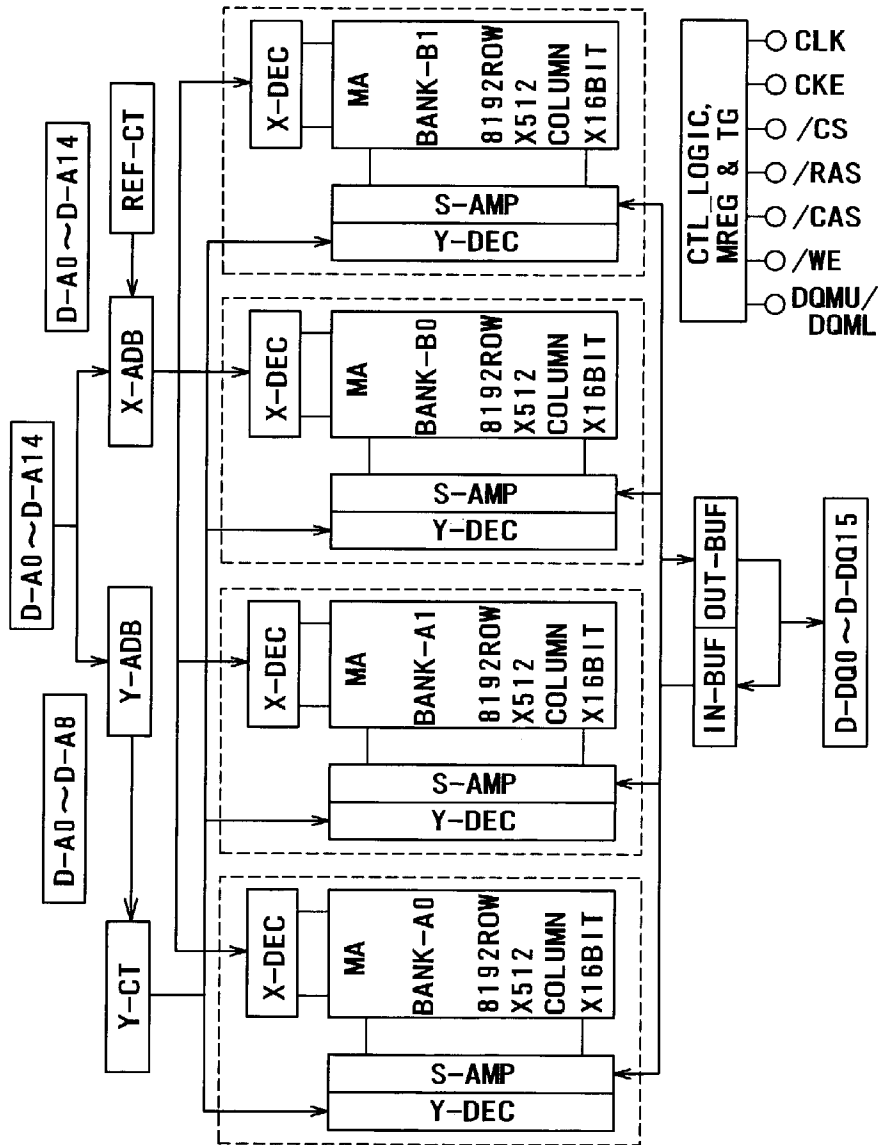 D-A0~D-A14
D-A0~D-A8
D-A0~D-A14
Y-CT
Y-ADB
X-ADB
REF-CT
X-DEC
MA
BANK-A0
8192ROW
X512
COLUMN
X16BIT
S-AMP
Y-DEC
X-DEC
MA
BANK-A1
8192ROW
X512
COLUMN
X16BIT
S-AMP
Y-DEC
X-DEC
MA
BANK-B0
8192ROW
X512
COLUMN
X16BIT
S-AMP
Y-DEC
X-DEC
MA
BANK-B1
8192ROW
X512
COLUMN
X16BIT
S-AMP
Y-DEC
IN-BUF
OUT-BUF
D-DQ0~D-DQ15
CTL_LOGIC,
MREG & TG
CLK
CKE
/CS
/RAS
/CAS
/WE
DQMU/
DQML